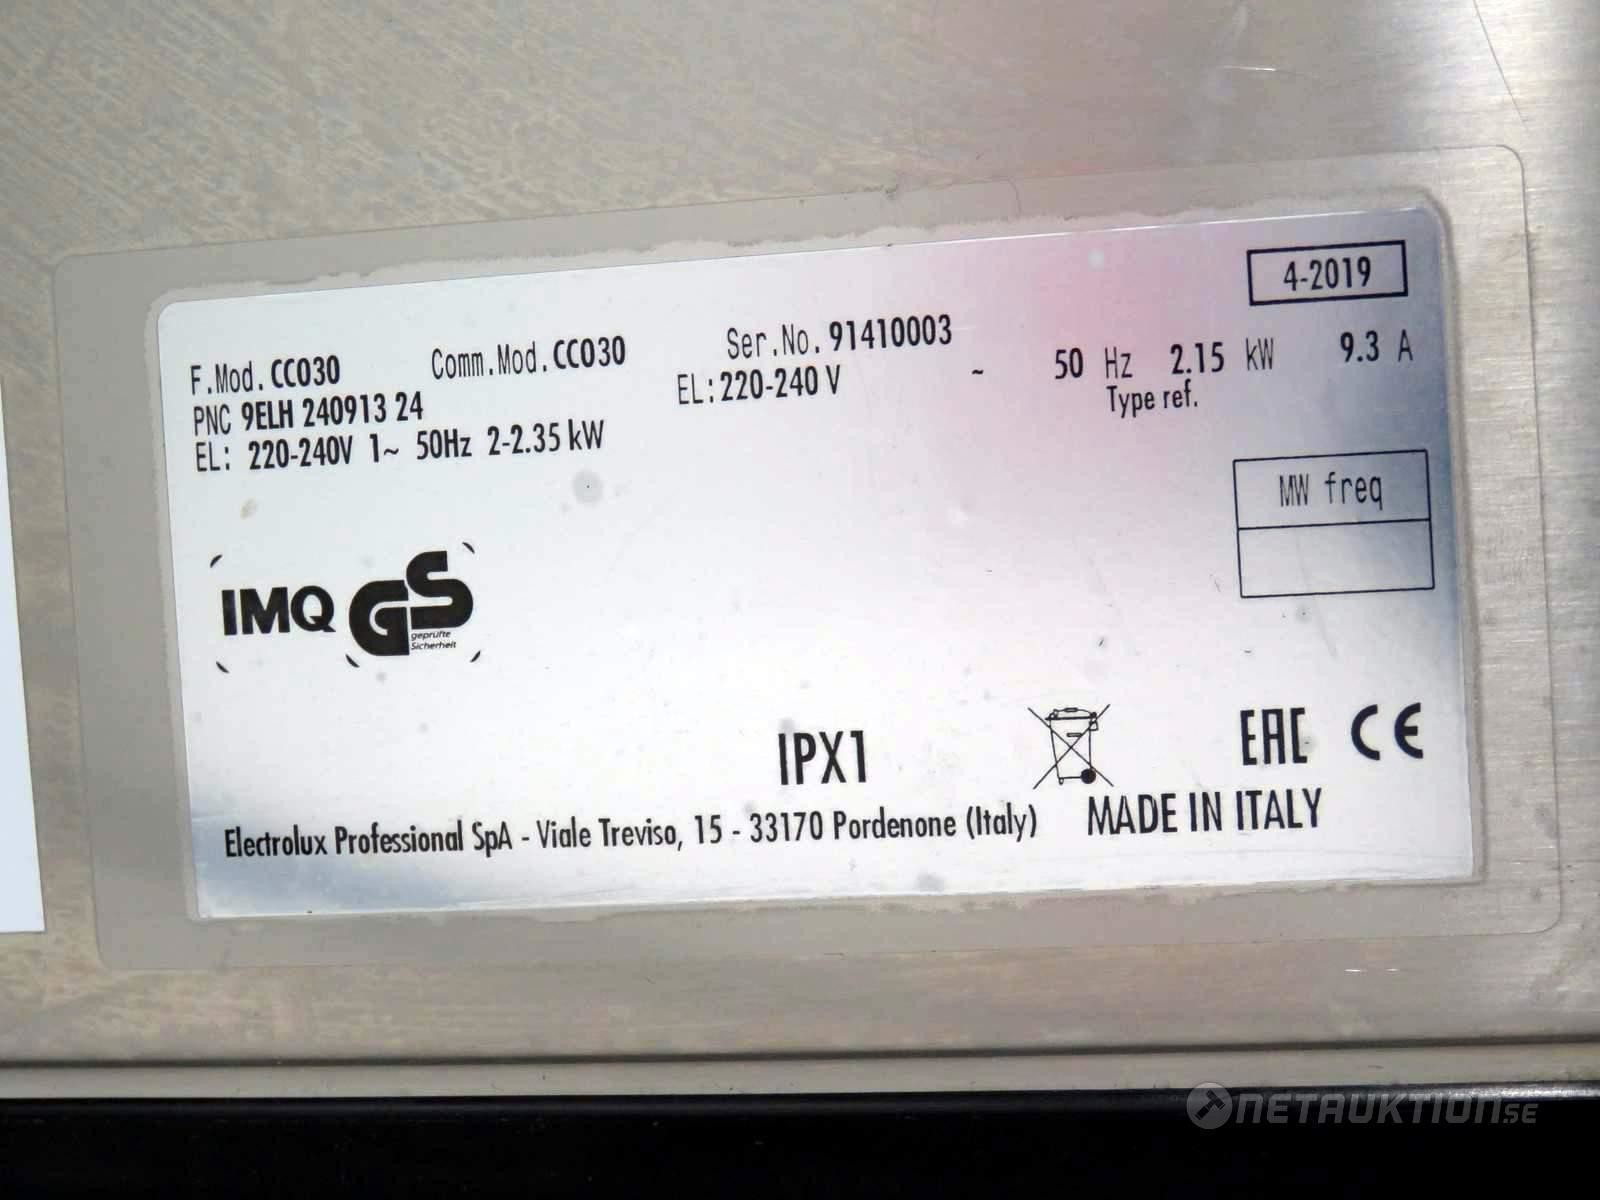 4-2019
F.Mod. CC030 Comm.Mod. CC030 Ser.No. 91410003
PNC 9ELH 240913 24 EL: 220-240 V ~ 50 Hz 2.15 kW 9.3 A
EL: 220-240V 1~ 50Hz 2-2.35 kW Type ref.
MW freq
IMQ GS
geprüfte
Sicherheit
IPX1 EAC CE
Electrolux Professional SpA - Viale Treviso, 15 - 33170 Pordenone (Italy) MADE IN ITALY
NETAUKTION.SE